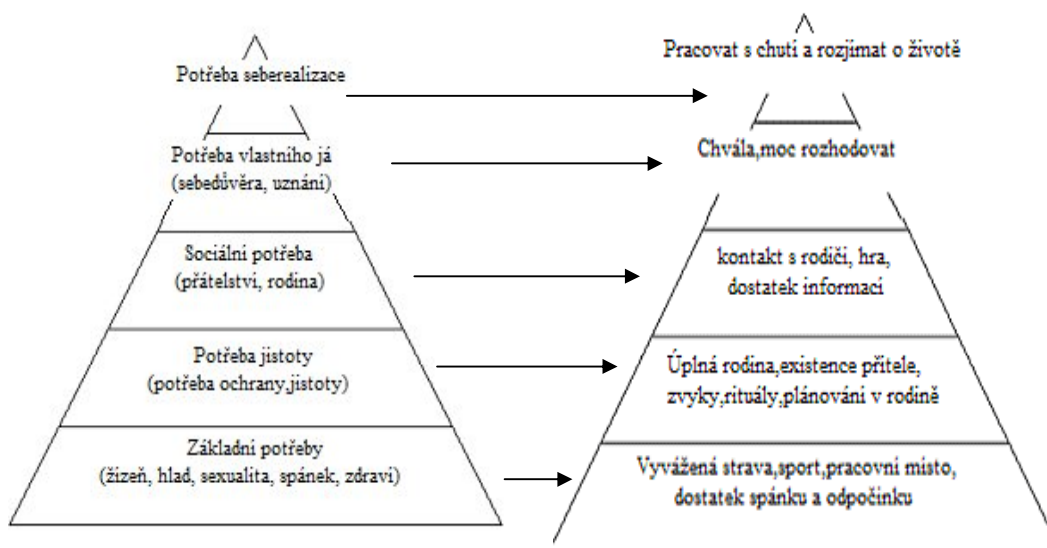 Potřeba seberealizace
Potřeba vlastního já
(sebedůvěra, uznání)
Sociální potřeba
(přátelství, rodina)
Potřeba jistoty
(potřeba ochrany,jistoty)
Základní potřeby
(žízeň, hlad, sexualita, spánek, zdraví)
Pracovat s chutí a rozjímat o životě
Chvála,moc rozhodovat
kontakt s rodiči, hra,
dostatek informací
Úplná rodina,existence přítele,
zvyky,rituály,plánování v rodině
Vyvážená strava,sport,pracovní místo,
dostatek spánku a odpočinku